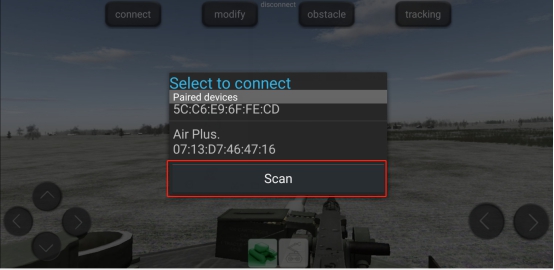 disconnect
connect modify obstacle tracking
Select to connect
Paired devices
5C:C6:E9:6F:FE:CD
Air Plus.
07:13:D7:46:47:16
Scan